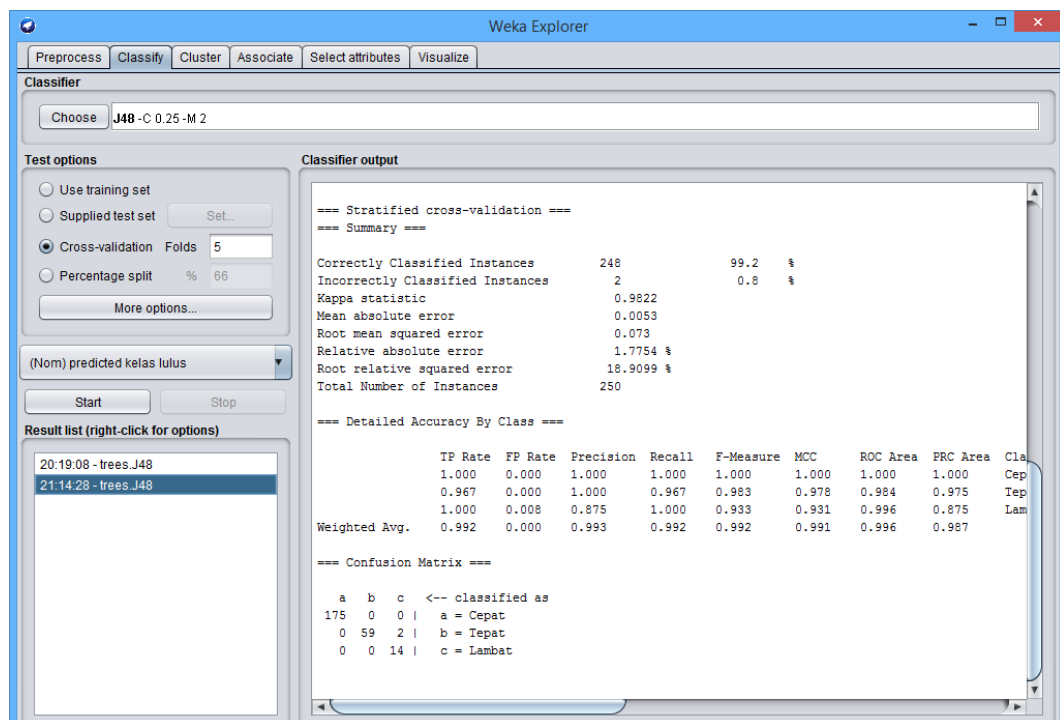 Weka Explorer
Preprocess Classify Cluster Associate Select attributes Visualize
Classifier
Choose J48 -C 0.25 -M 2
Test options
Use training set
Supplied test set Set...
Cross-validation Folds 5
Percentage split % 66
More options...
(Nom) predicted kelas lulus
Start Stop
Result list (right-click for options)
20:19:08 - trees.J48
21:14:28 - trees.J48
Classifier output
=== Stratified cross-validation ===
=== Summary ===
Correctly Classified Instances 248 99.2 %
Incorrectly Classified Instances 2 0.8 %
Kappa statistic 0.9822
Mean absolute error 0.0053
Root mean squared error 0.073
Relative absolute error 1.7754 %
Root relative squared error 18.9099 %
Total Number of Instances 250
=== Detailed Accuracy By Class ===
TP Rate FP Rate Precision Recall F-Measure MCC ROC Area PRC Area Cla
1.000 0.000 1.000 1.000 1.000 1.000 1.000 1.000 Cep
0.967 0.000 1.000 0.967 0.983 0.978 0.984 0.975 Tep
1.000 0.008 0.875 1.000 0.933 0.931 0.996 0.875 Lam
Weighted Avg. 0.992 0.000 0.993 0.992 0.992 0.991 0.996 0.987
=== Confusion Matrix ===
a b c <-- classified as
175 0 0 | a = Cepat
0 59 2 | b = Tepat
0 0 14 | c = Lambat